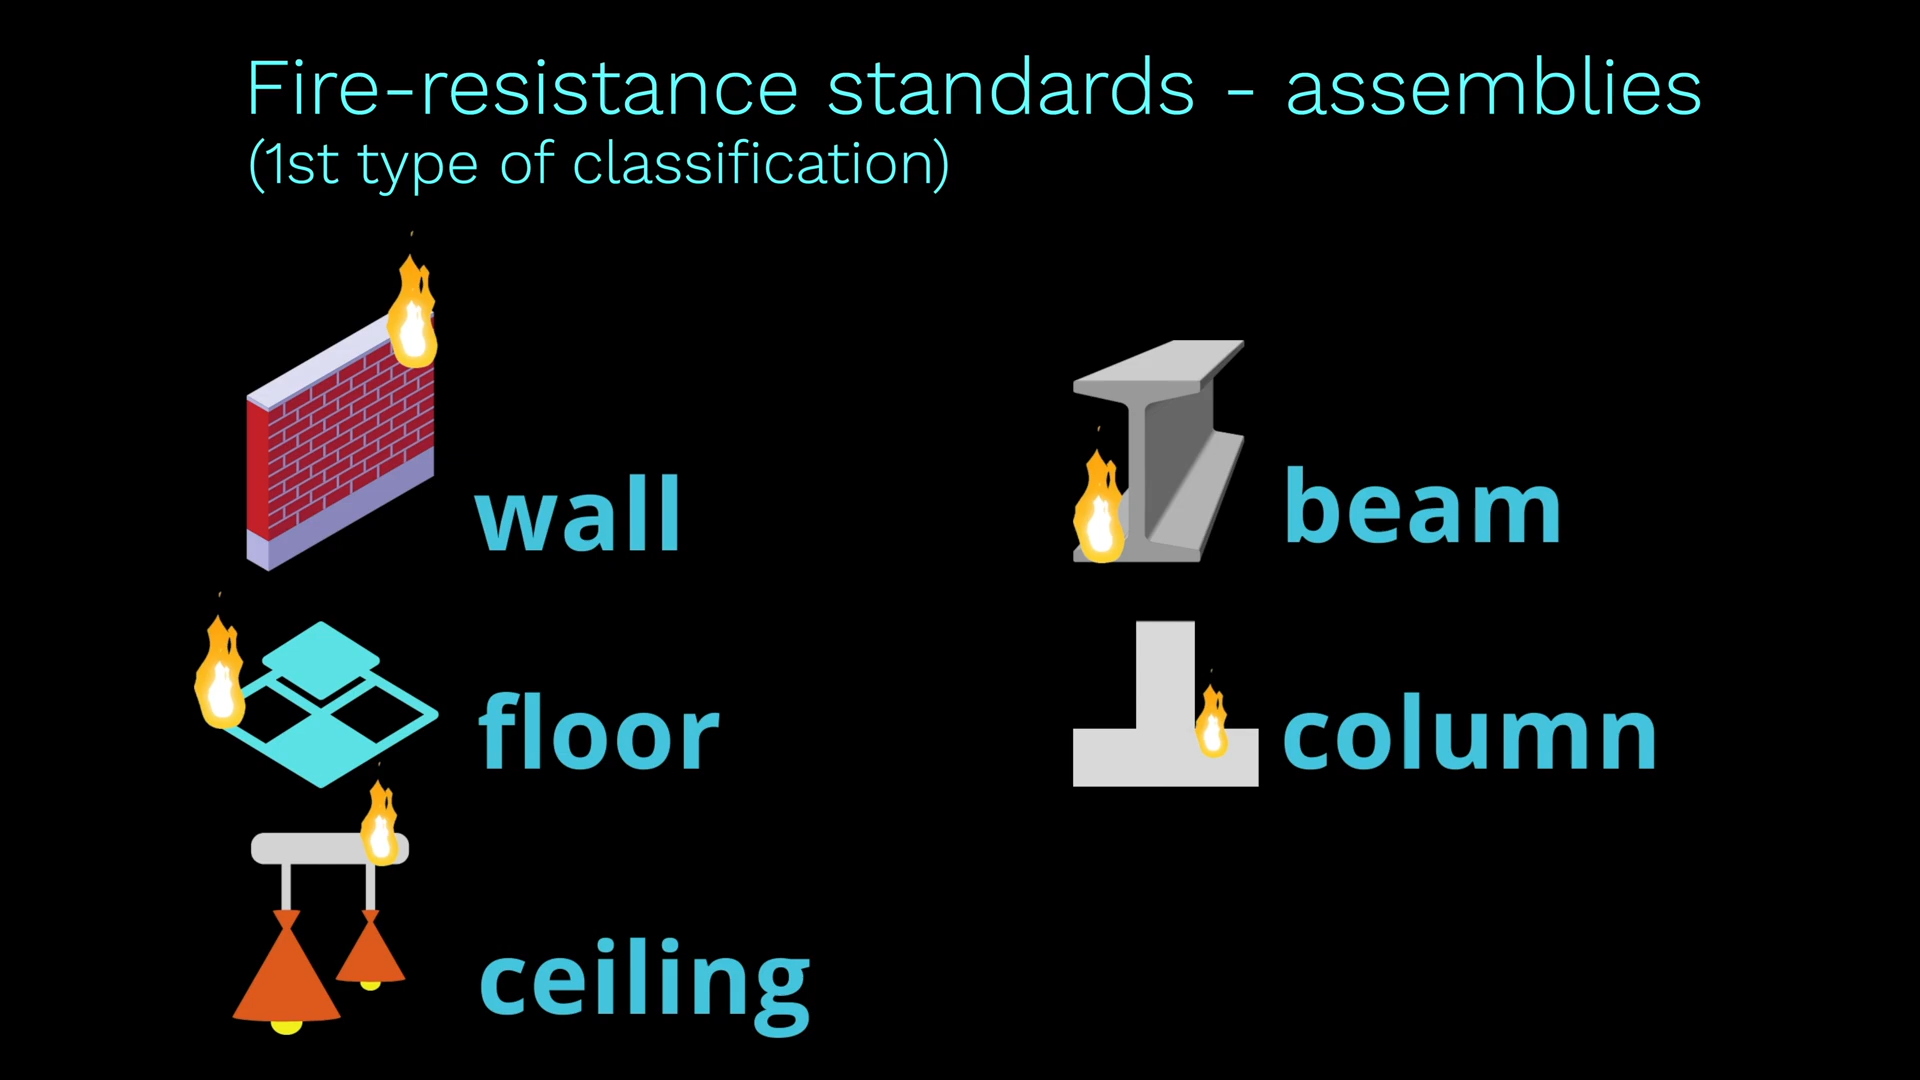 Fire-resistance standards - assemblies
(1st type of classification)
wall
beam
floor
column
ceiling